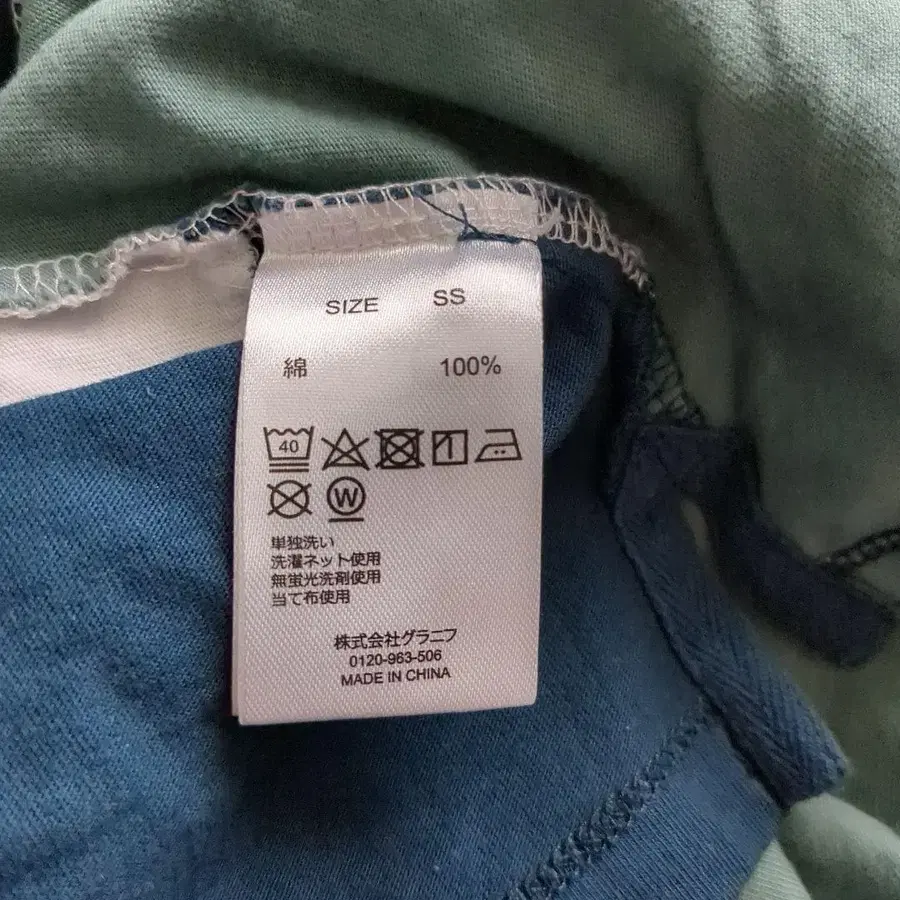 SIZE SS
綿 100%
40
W
単独洗い
洗濯ネット使用
無蛍光洗剤使用
当て布使用
株式会社グラニフ
0120-963-506
MADE IN CHINA